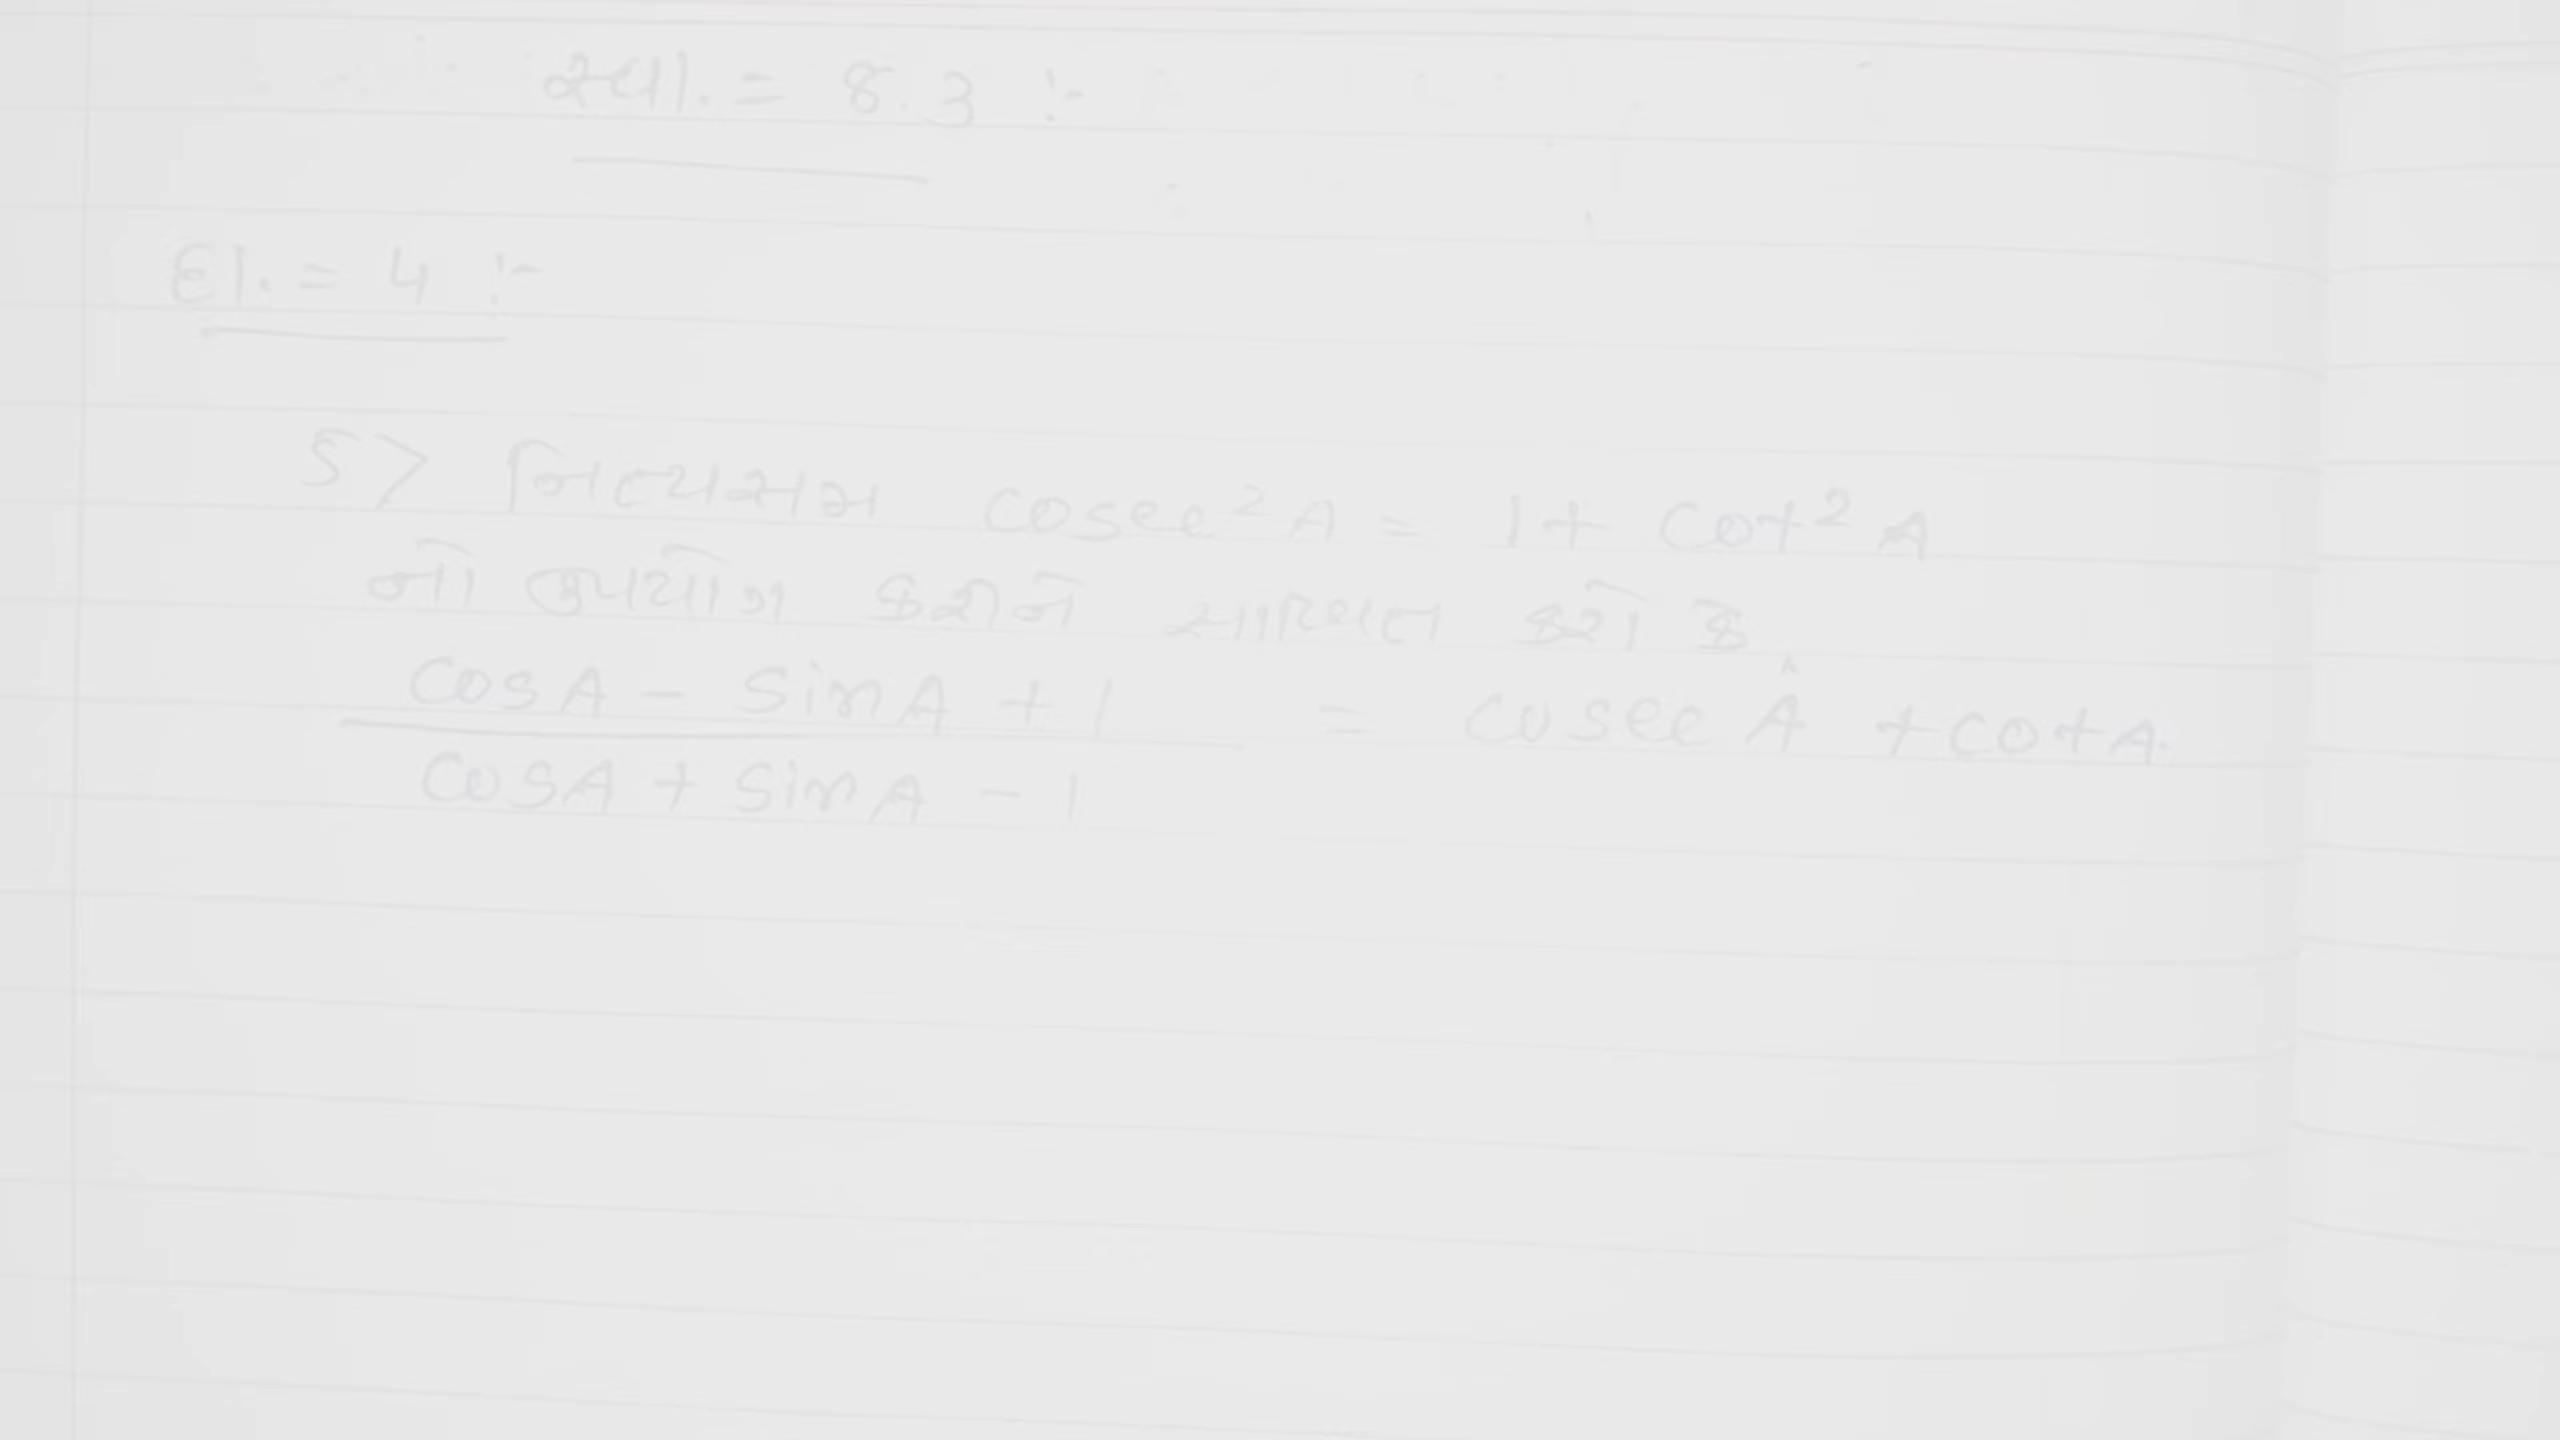 સ્વા. = 8.3 :-
દા. = 4 :-
5> નિત્યસમ cosec²A = 1 + cot²A
નો ઉપયોગ કરીને સાબિત કરો કે
cosA - sinA + 1 = cosec A + cotA.
cosA + sinA - 1